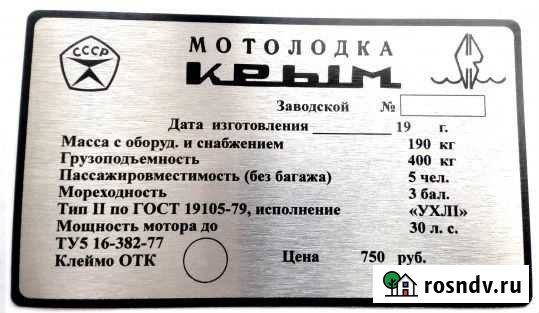 СССР
МОТОЛОДКА
КРЫМ
Заводской №
Дата изготовления 19 г.
Масса с оборуд. и снабжением 190 кг
Грузоподъемность 400 кг
Пассажировместимость (без багажа) 5 чел.
Мореходность 3 бал.
Тип II по ГОСТ 19105-79, исполнение «УХЛI»
Мощность мотора до 30 л. с.
ТУ5 16-382-77
Клеймо ОТК Цена 750 руб.
rosndv.ru